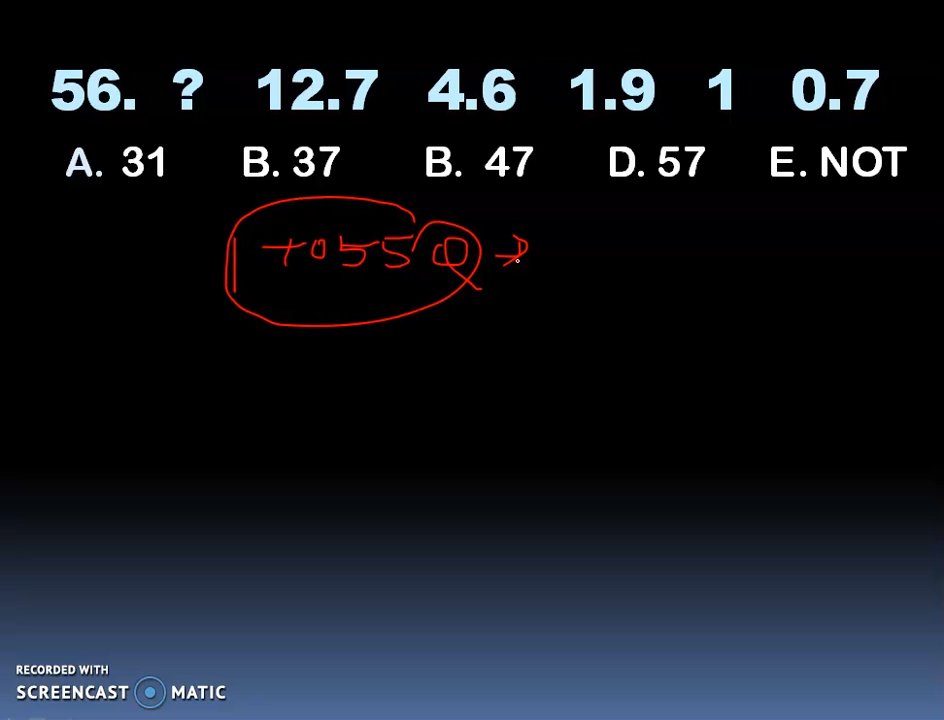 56. ? 12.7 4.6 1.9 1 0.7
A. 31 B. 37 B. 47 D. 57 E. NOT
RECORDED WITH
SCREENCAST MATIC